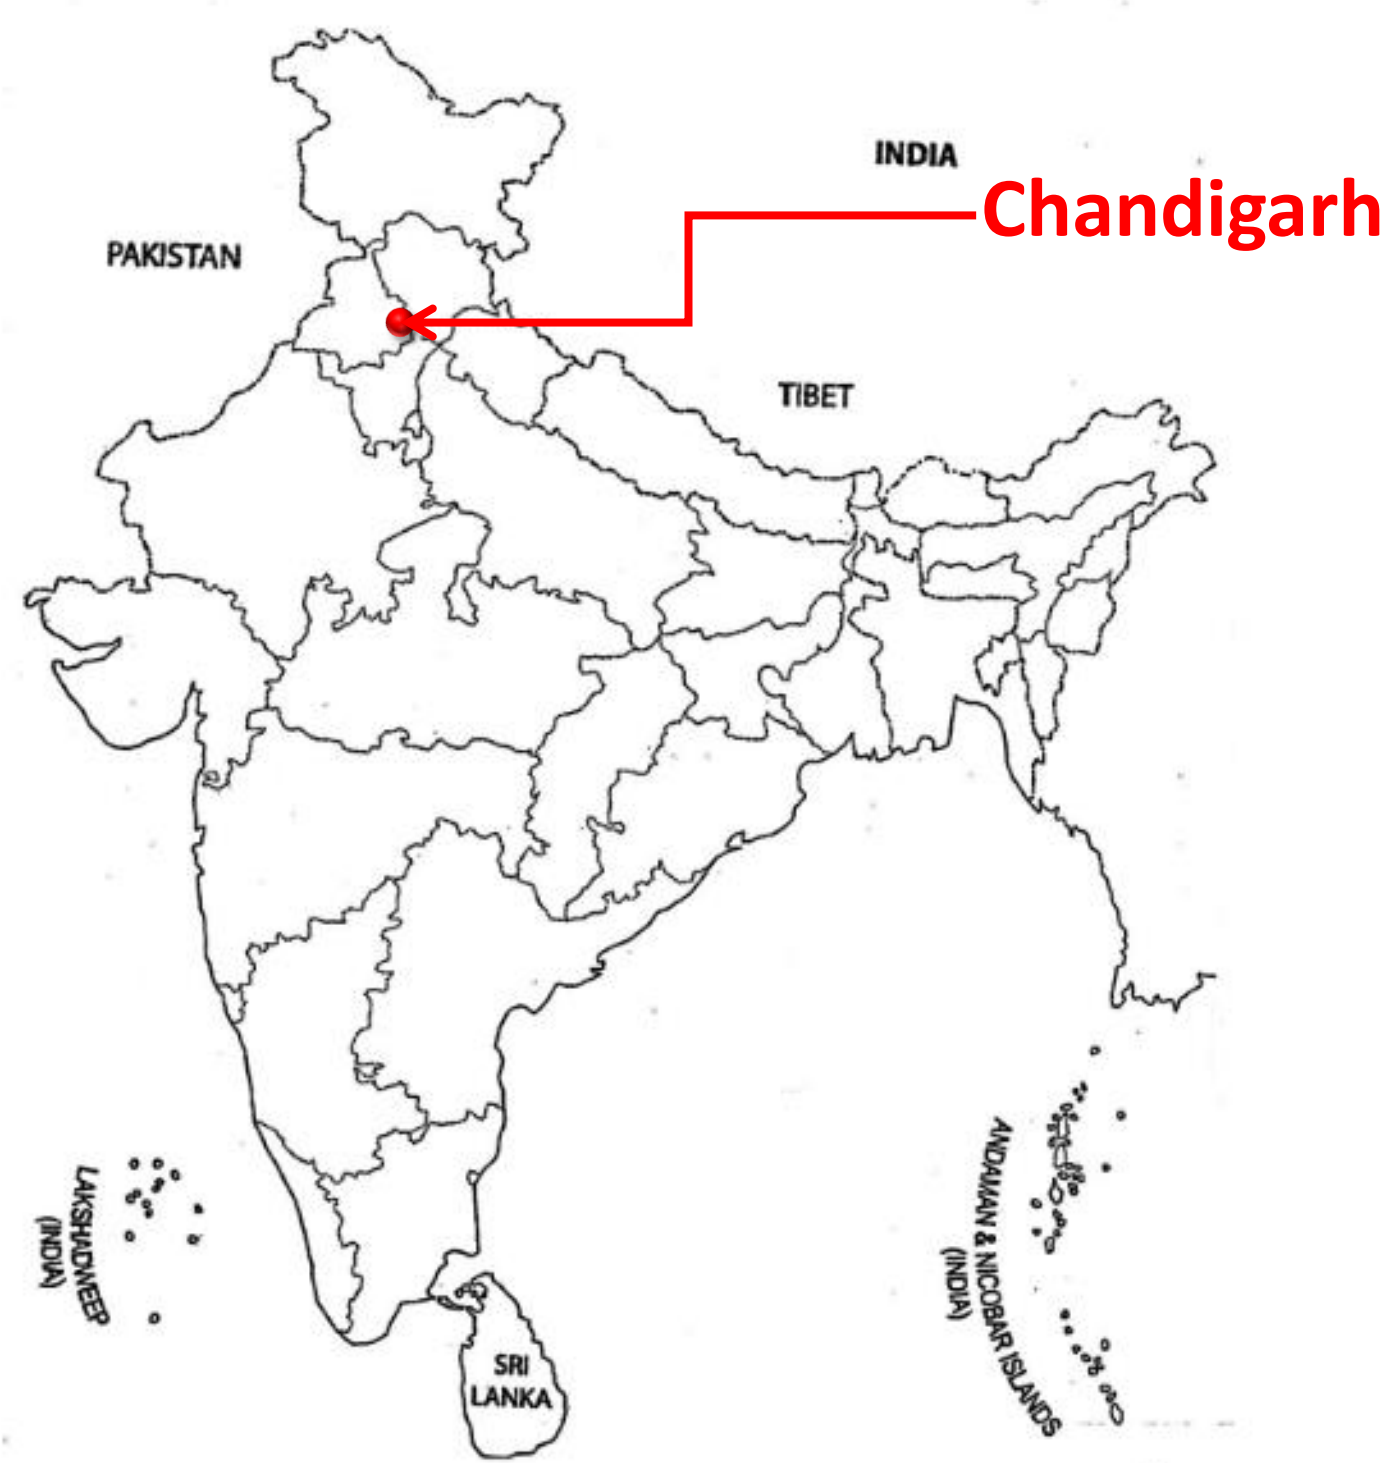 INDIA
Chandigarh
PAKISTAN
TIBET
LAKSHADWEEP
(INDIA)
ANDAMAN & NICOBAR ISLANDS
(INDIA)
SRI
LANKA